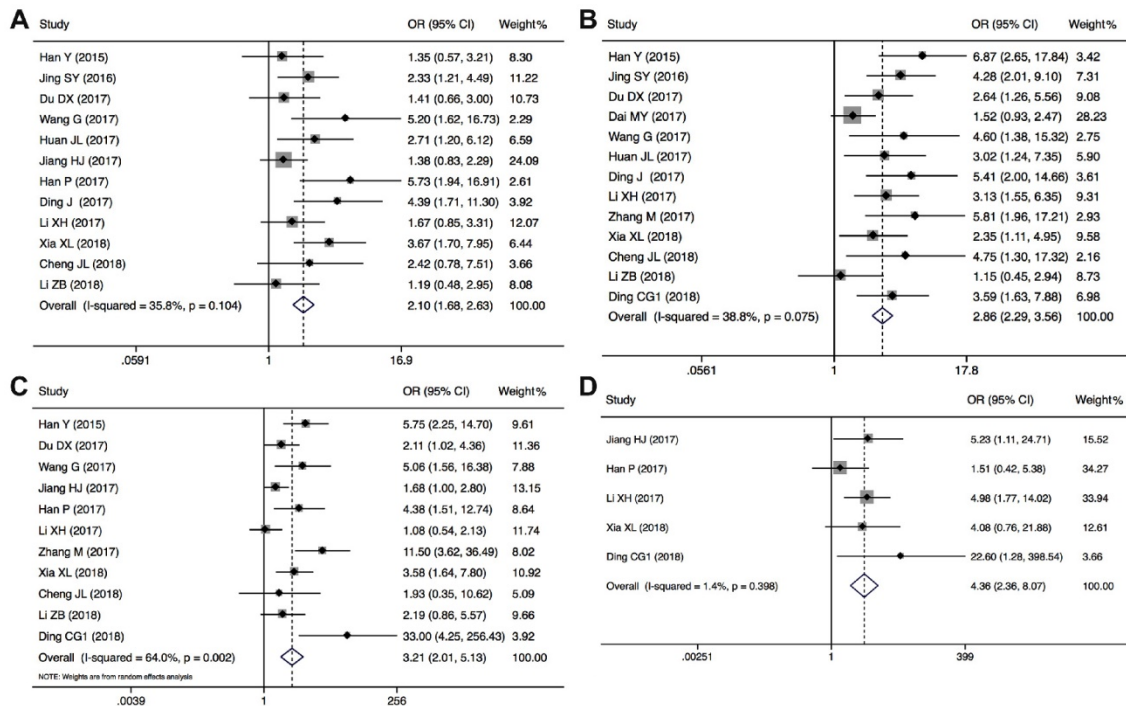 A
Study OR (95% CI) Weight%
Han Y (2015) 1.35 (0.57, 3.21) 8.30
Jing SY (2016) 2.33 (1.21, 4.49) 11.22
Du DX (2017) 1.41 (0.66, 3.00) 10.73
Wang G (2017) 5.20 (1.62, 16.73) 2.29
Huan JL (2017) 2.71 (1.20, 6.12) 6.59
Jiang HJ (2017) 1.38 (0.83, 2.29) 24.09
Han P (2017) 5.73 (1.94, 16.91) 2.61
Ding J (2017) 4.39 (1.71, 11.30) 3.92
Li XH (2017) 1.67 (0.85, 3.31) 12.07
Xia XL (2018) 3.67 (1.70, 7.95) 6.44
Cheng JL (2018) 2.42 (0.78, 7.51) 3.66
Li ZB (2018) 1.19 (0.48, 2.95) 8.08
Overall (I-squared = 35.8%, p = 0.104) 2.10 (1.68, 2.63) 100.00
.0591 1 16.9
B
Study OR (95% CI) Weight%
Han Y (2015) 6.87 (2.65, 17.84) 3.42
Jing SY (2016) 4.28 (2.01, 9.10) 7.31
Du DX (2017) 2.64 (1.26, 5.56) 9.08
Dai MY (2017) 1.52 (0.93, 2.47) 28.23
Wang G (2017) 4.60 (1.38, 15.32) 2.75
Huan JL (2017) 3.02 (1.24, 7.35) 5.90
Ding J (2017) 5.41 (2.00, 14.66) 3.61
Li XH (2017) 3.13 (1.55, 6.35) 9.31
Zhang M (2017) 5.81 (1.96, 17.21) 2.93
Xia XL (2018) 2.35 (1.11, 4.95) 9.58
Cheng JL (2018) 4.75 (1.30, 17.32) 2.16
Li ZB (2018) 1.15 (0.45, 2.94) 8.73
Ding CG1 (2018) 3.59 (1.63, 7.88) 6.98
Overall (I-squared = 38.8%, p = 0.075) 2.86 (2.29, 3.56) 100.00
.0561 1 17.8
C
Study OR (95% CI) Weight%
Han Y (2015) 5.75 (2.25, 14.70) 9.61
Du DX (2017) 2.11 (1.02, 4.36) 11.36
Wang G (2017) 5.06 (1.56, 16.38) 7.88
Jiang HJ (2017) 1.68 (1.00, 2.80) 13.15
Han P (2017) 4.38 (1.51, 12.74) 8.64
Li XH (2017) 1.08 (0.54, 2.13) 11.74
Zhang M (2017) 11.50 (3.62, 36.49) 8.02
Xia XL (2018) 3.58 (1.64, 7.80) 10.92
Cheng JL (2018) 1.93 (0.35, 10.62) 5.09
Li ZB (2018) 2.19 (0.86, 5.57) 9.66
Ding CG1 (2018) 33.00 (4.25, 256.43) 3.92
Overall (I-squared = 64.0%, p = 0.002) 3.21 (2.01, 5.13) 100.00
NOTE: Weights are from random effects analysis
.0039 1 256
D
Study OR (95% CI) Weight%
Jiang HJ (2017) 5.23 (1.11, 24.71) 15.52
Han P (2017) 1.51 (0.42, 5.38) 34.27
Li XH (2017) 4.98 (1.77, 14.02) 33.94
Xia XL (2018) 4.08 (0.76, 21.88) 12.61
Ding CG1 (2018) 22.60 (1.28, 398.54) 3.66
Overall (I-squared = 1.4%, p = 0.398) 4.36 (2.36, 8.07) 100.00
.00251 1 399